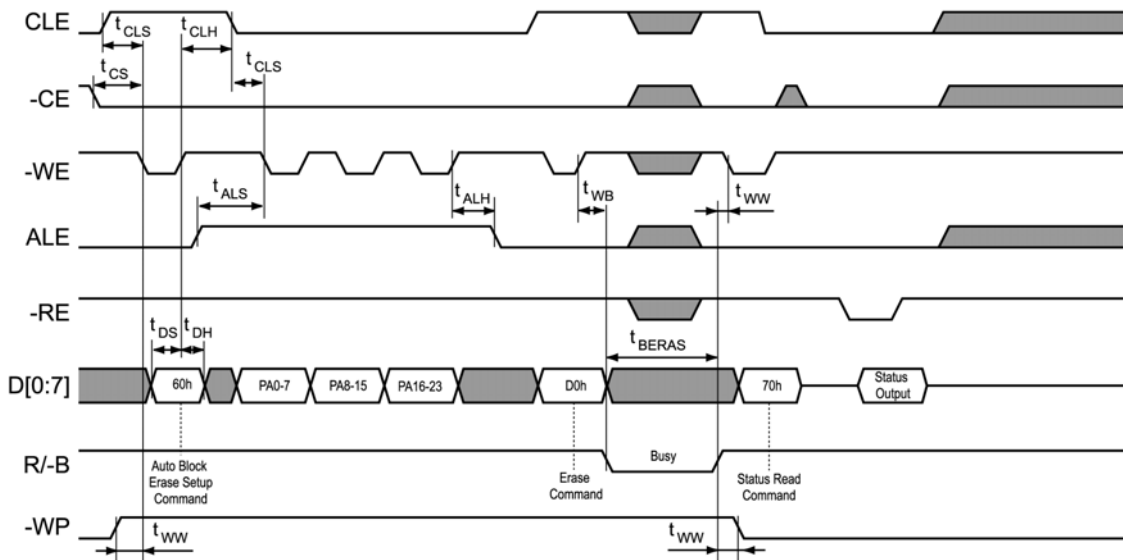 CLE
tCLS
tCLH
tCLS
tCS
-CE
-WE
tALS
tALH
tWB
tWW
ALE
-RE
tDS
tDH
tBERAS
D[0:7]
60h
PA0-7
PA8-15
PA16-23
D0h
70h
Status
Output
R/-B
Busy
Auto Block
Erase Setup
Command
Erase
Command
Status Read
Command
-WP
tWW
tWW